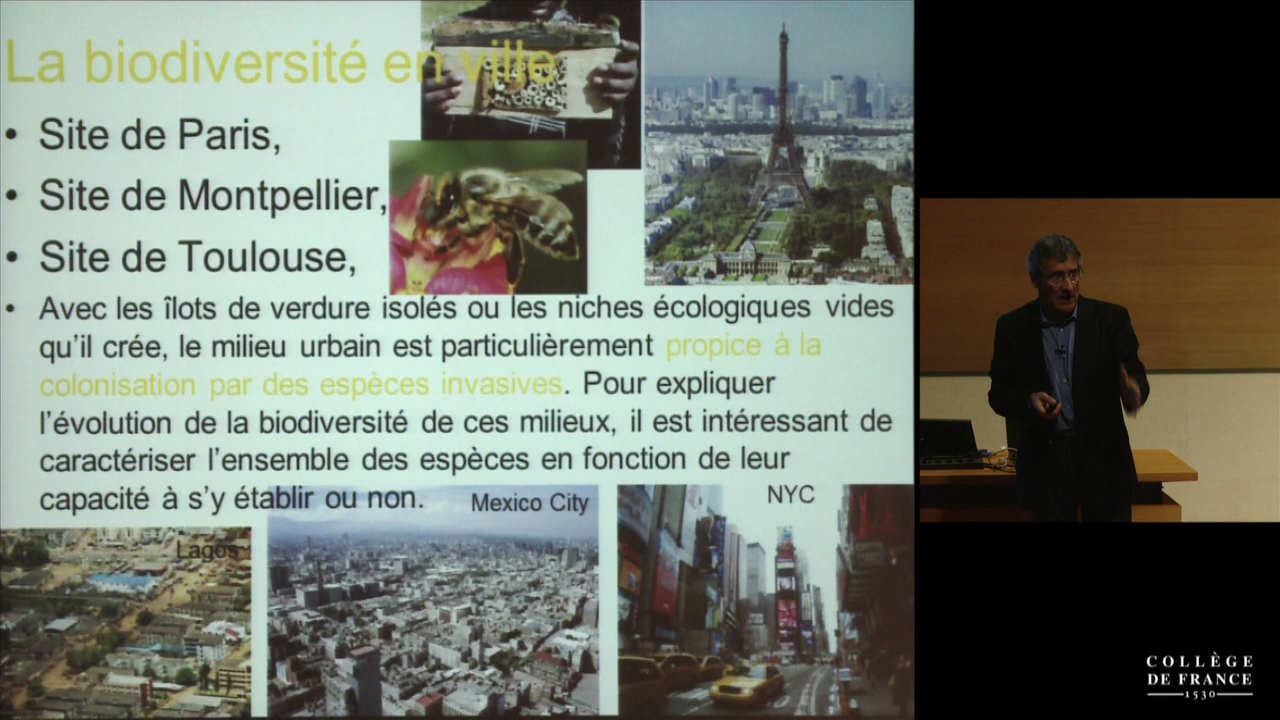 La biodiversité en ville
• Site de Paris,
• Site de Montpellier,
• Site de Toulouse,
• Avec les îlots de verdure isolés ou les niches écologiques vides
qu’il crée, le milieu urbain est particulièrement propice à la
colonisation par des espèces invasives. Pour expliquer
l’évolution de la biodiversité de ces milieux, il est intéressant de
caractériser l’ensemble des espèces en fonction de leur
capacité à s’y établir ou non.
Mexico City
NYC
Lagos
COLLÈGE
DE FRANCE
1530